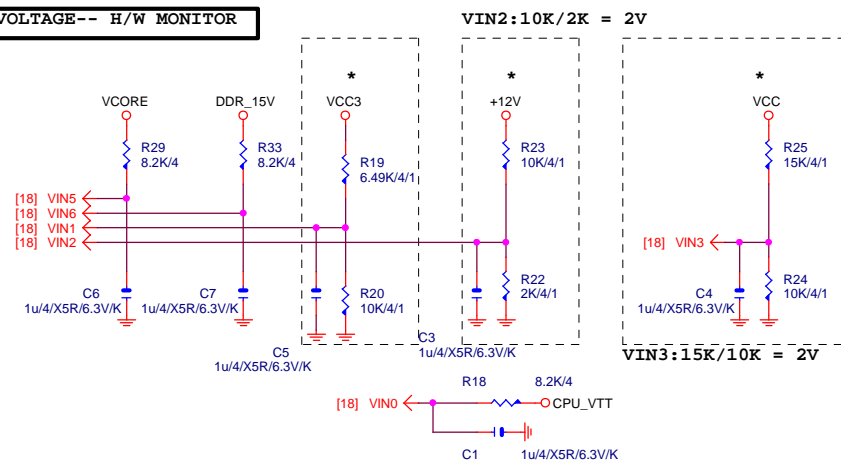 VOLTAGE-- H/W MONITOR
VIN2:10K/2K = 2V
*
*
*
VCORE
DDR_15V
VCC3
+12V
VCC
R29
8.2K/4
R33
8.2K/4
R19
6.49K/4/1
R23
10K/4/1
R25
15K/4/1
[18] VIN5
[18] VIN6
[18] VIN1
[18] VIN2
[18] VIN3
C6
1u/4/X5R/6.3V/K
C7
1u/4/X5R/6.3V/K
R20
10K/4/1
R22
2K/4/1
C4
1u/4/X5R/6.3V/K
R24
10K/4/1
C5
1u/4/X5R/6.3V/K
C3
1u/4/X5R/6.3V/K
VIN3:15K/10K = 2V
R18
8.2K/4
[18] VIN0
CPU_VTT
C1
1u/4/X5R/6.3V/K